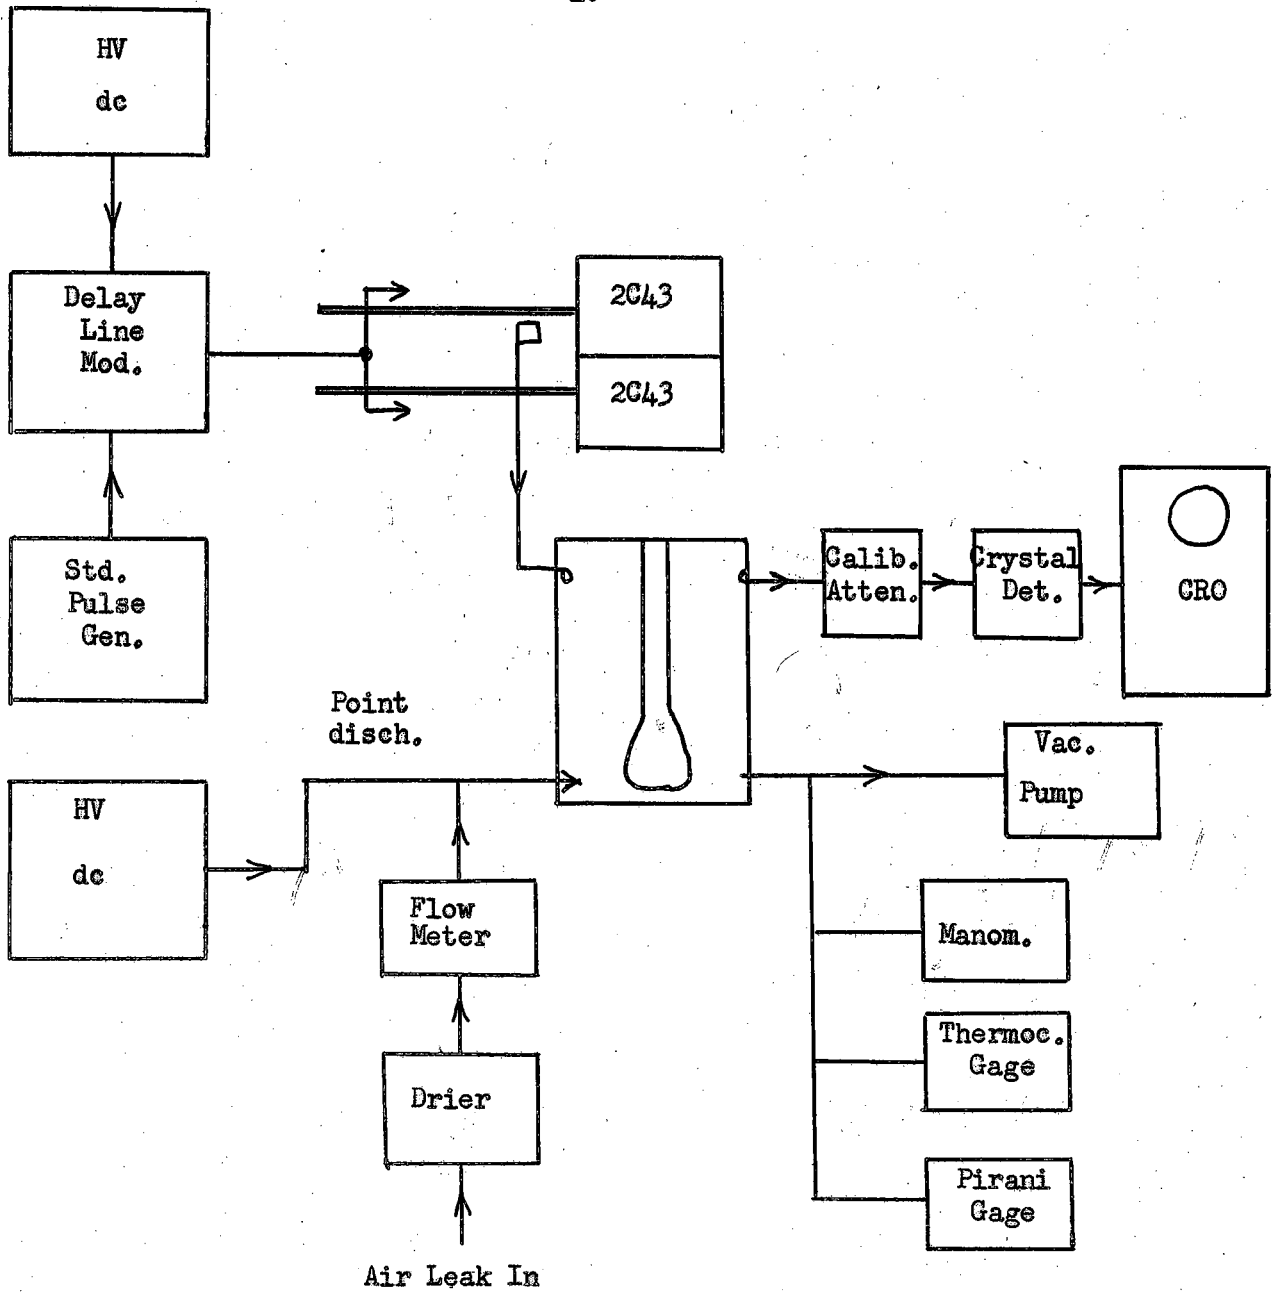 HV
dc
Delay
Line
Mod.
2C43
2C43
Std.
Pulse
Gen.
Calib.
Atten.
Crystal
Det.
CRO
Point
disch.
Vac.
Pump
HV
dc
Flow
Meter
Manom.
Thermoc.
Gage
Drier
Pirani
Gage
Air Leak In